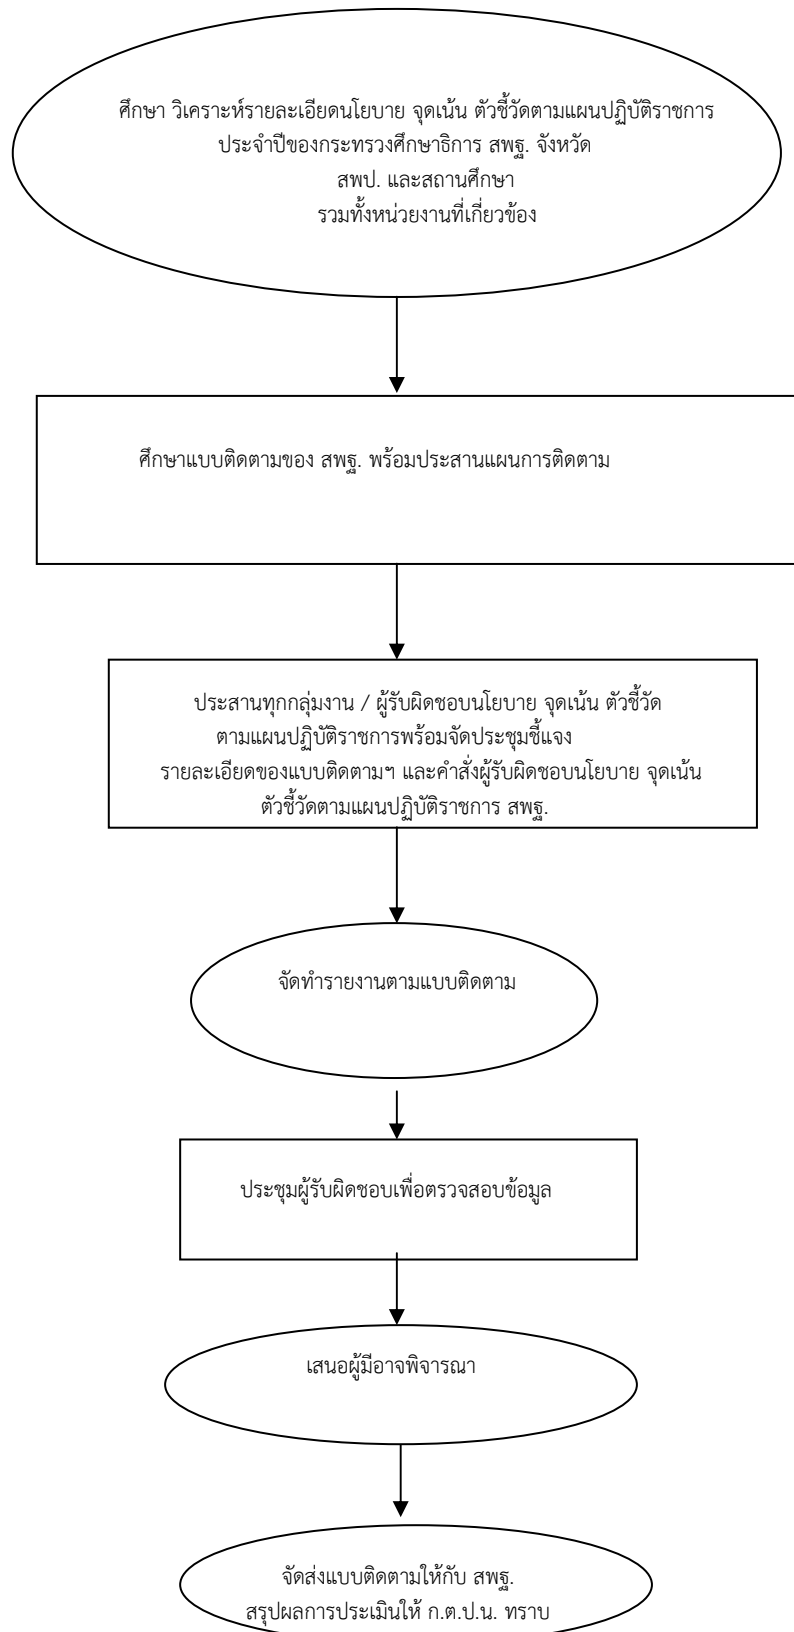 ศึกษา วิเคราะห์รายละเอียดนโยบาย จุดเน้น ตัวชี้วัดตามแผนปฏิบัติราชการ
ประจำปีของกระทรวงศึกษาธิการ สพฐ. จังหวัด
สพป. และสถานศึกษา
รวมทั้งหน่วยงานที่เกี่ยวข้อง
ศึกษาแบบติดตามของ สพฐ. พร้อมประสานแผนการติดตาม
ประสานทุกกลุ่มงาน / ผู้รับผิดชอบนโยบาย จุดเน้น ตัวชี้วัด
ตามแผนปฏิบัติราชการพร้อมจัดประชุมชี้แจง
รายละเอียดของแบบติดตามฯ และคำสั่งผู้รับผิดชอบนโยบาย จุดเน้น
ตัวชี้วัดตามแผนปฏิบัติราชการ สพฐ.
จัดทำรายงานตามแบบติดตาม
ประชุมผู้รับผิดชอบเพื่อตรวจสอบข้อมูล
เสนอผู้มีอาจพิจารณา
จัดส่งแบบติดตามให้กับ สพฐ.
สรุปผลการประเมินให้ ก.ต.ป.น. ทราบ